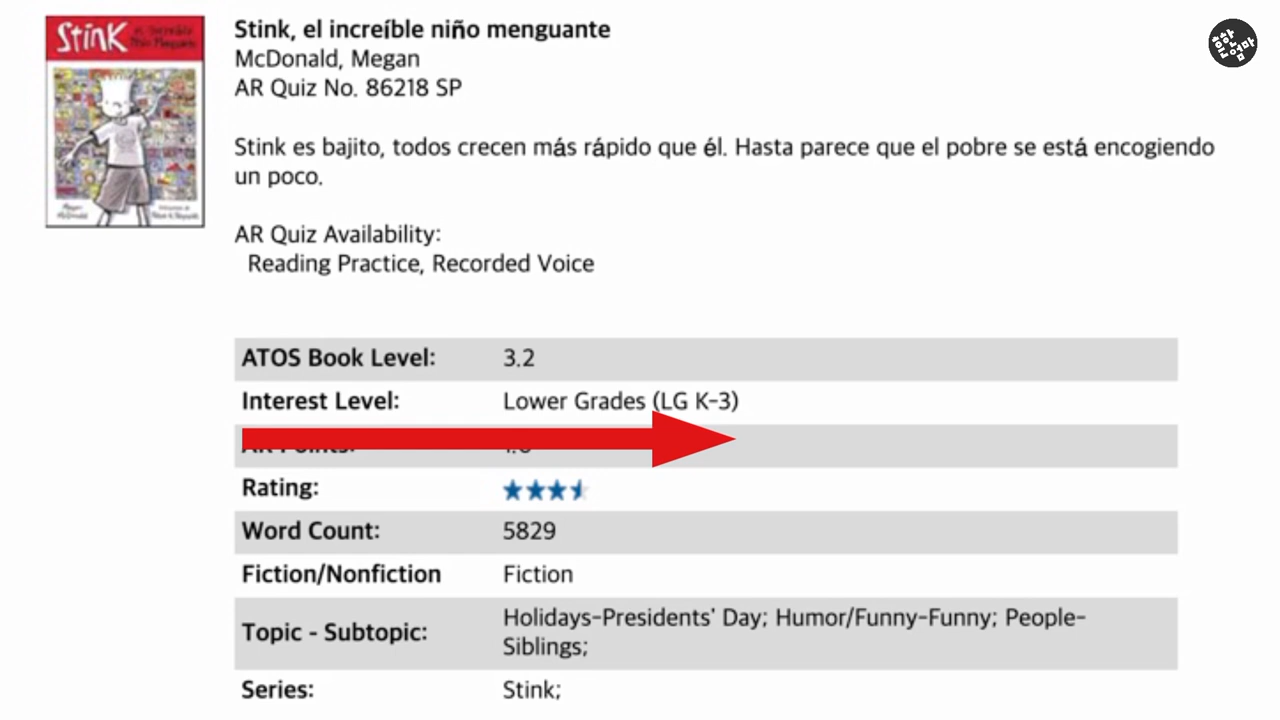 Stink
Stink, el increíble niño menguante
McDonald, Megan
AR Quiz No. 86218 SP
Stink es bajito, todos crecen más rápido que él. Hasta parece que el pobre se está encogiendo
un poco.
AR Quiz Availability:
Reading Practice, Recorded Voice
ATOS Book Level: 3.2
Interest Level: Lower Grades (LG K-3)
Rating:
Word Count: 5829
Fiction/Nonfiction Fiction
Topic - Subtopic: Holidays-Presidents' Day; Humor/Funny-Funny; People-
Siblings;
Series: Stink;